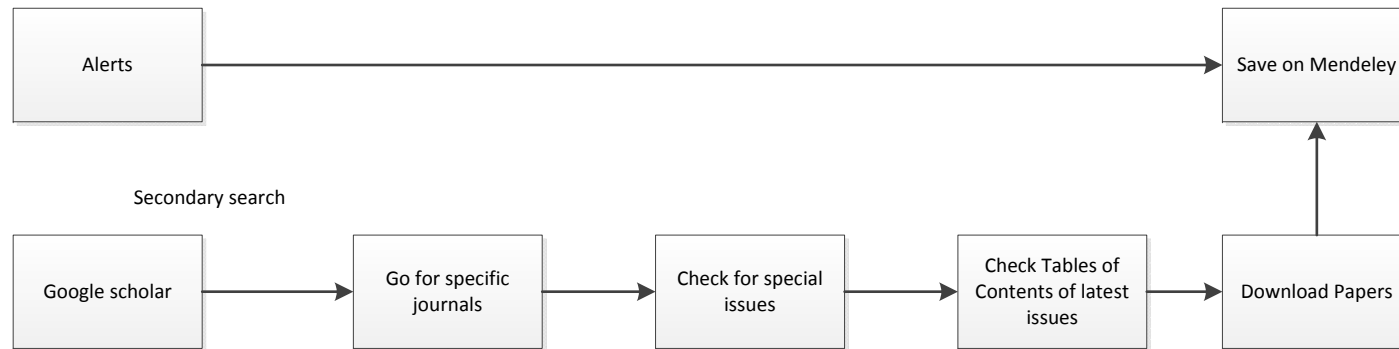 Alerts
Save on Mendeley
Secondary search
Google scholar
Go for specific
journals
Check for special
issues
Check Tables of
Contents of latest
issues
Download Papers